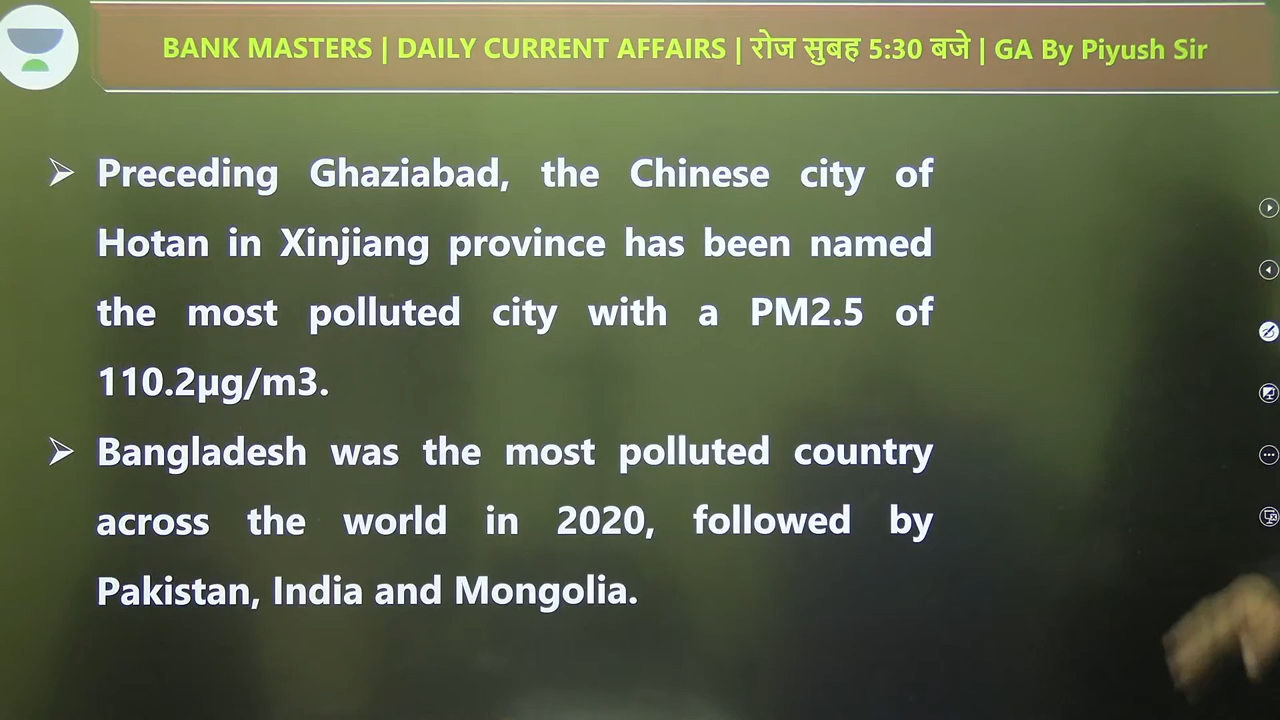 BANK MASTERS | DAILY CURRENT AFFAIRS | रोज सुबह 5:30 बजे | GA By Piyush Sir
Preceding Ghaziabad, the Chinese city of
Hotan in Xinjiang province has been named
the most polluted city with a PM2.5 of
110.2µg/m3.
Bangladesh was the most polluted country
across the world in 2020, followed by
Pakistan, India and Mongolia.